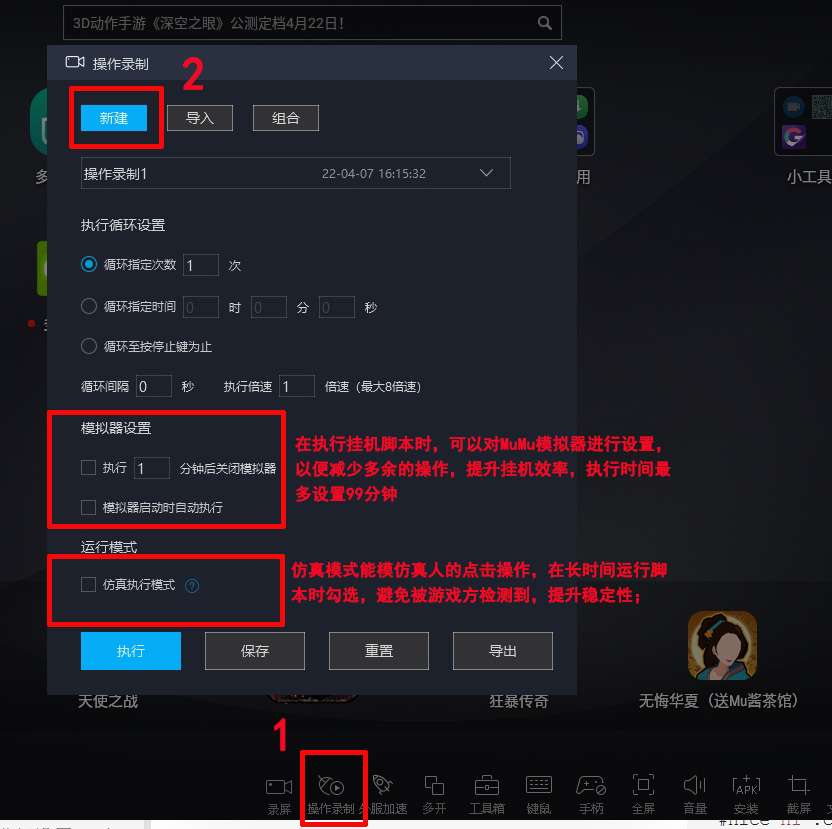 3D动作手游《深空之眼》公测定档4月22日！
操作录制
2
新建 导入 组合
操作录制1 22-04-07 16:15:32
多
用
小工具
执行循环设置
循环指定次数 1 次
循环指定时间 0 时 0 分 0 秒
循环至按停止键为止
循环间隔 0 秒 执行倍速 1 倍速（最大8倍速）
模拟器设置
执行 1 分钟后关闭模拟器
模拟器启动时自动执行
在执行挂机脚本时，可以对MuMu模拟器进行设置，
以便减少多余的操作，提升挂机效率，执行时间最
多设置99分钟
运行模式
仿真执行模式 ?
仿真模式能模仿真人的点击操作，在长时间运行脚
本时勾选，避免被游戏方检测到，提升稳定性；
执行 保存 重置 导出
天使之战 狂暴传奇 无悔华夏（送Mu酱茶馆）
1
录屏 操作录制 外服加速 多开 工具箱 键鼠 手柄 全屏 音量 安装 截屏
APK